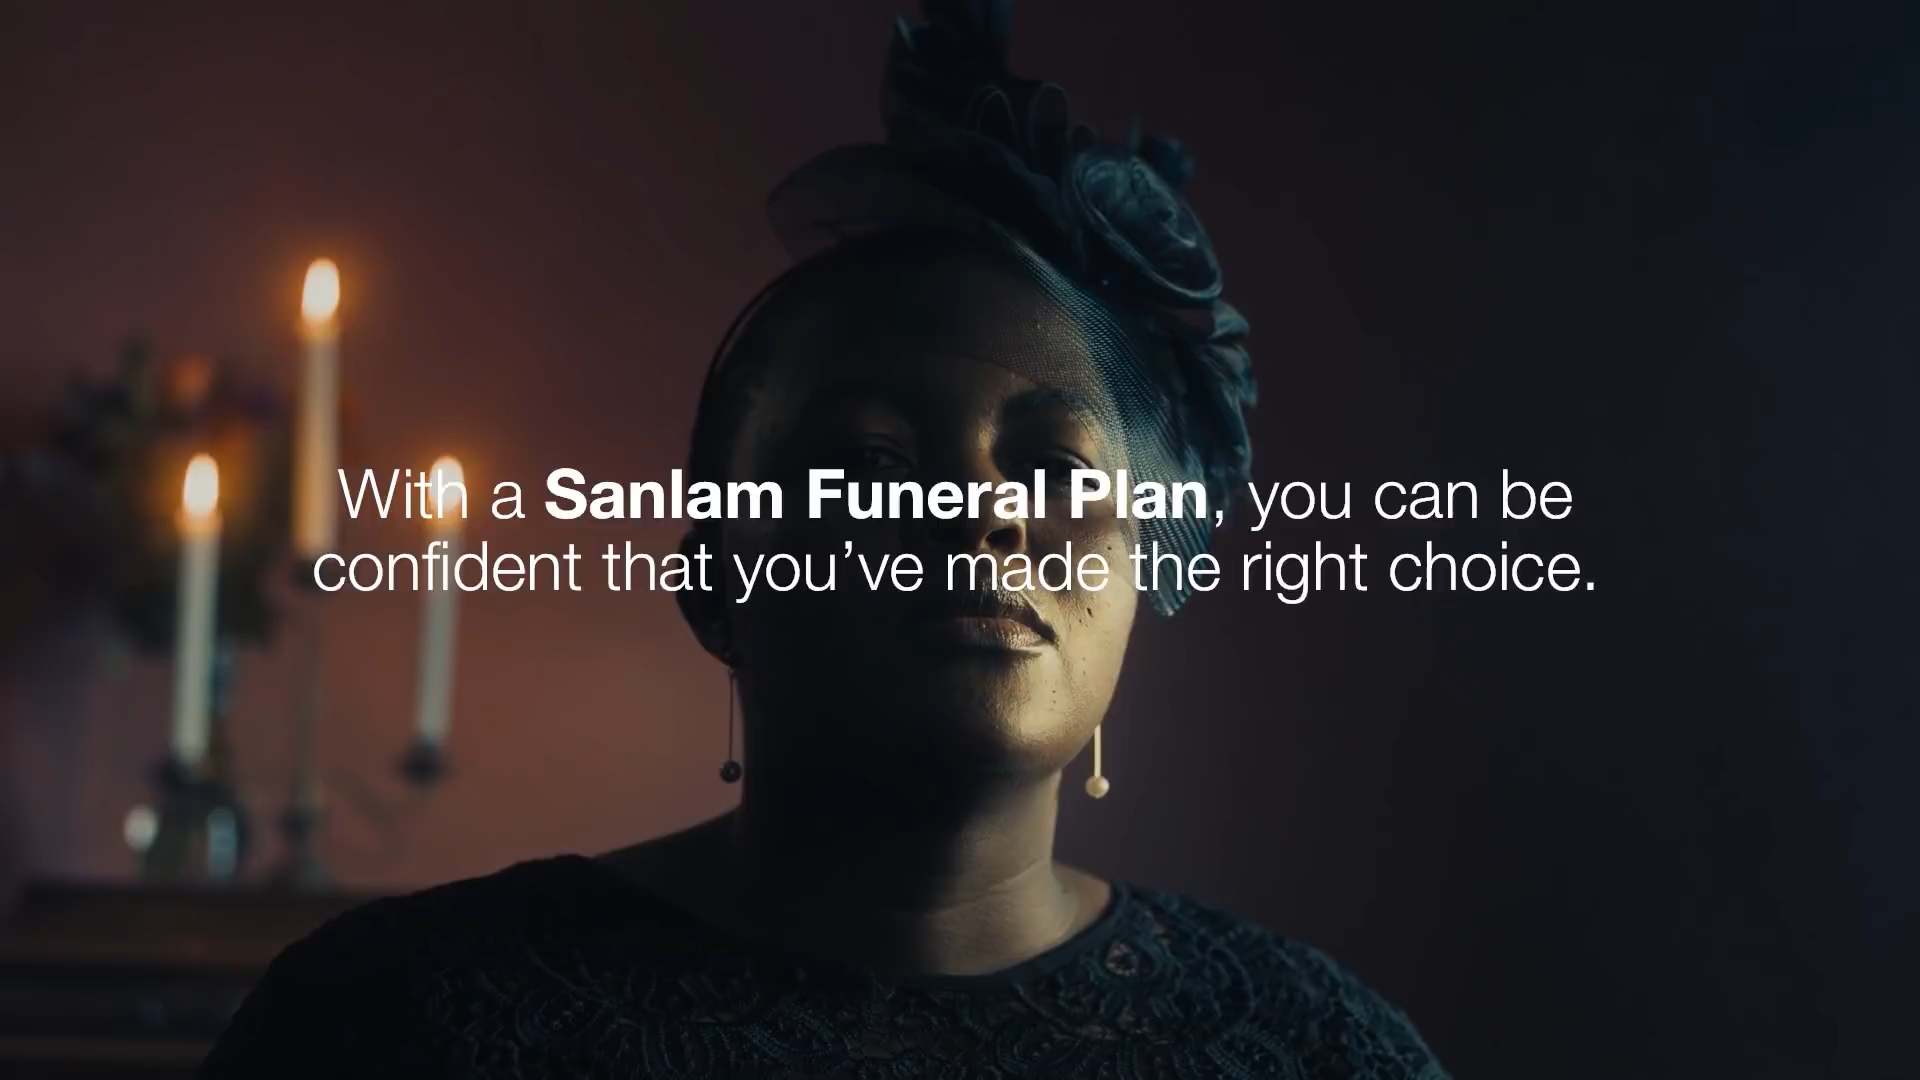 With a Sanlam Funeral Plan, you can be
confident that you’ve made the right choice.